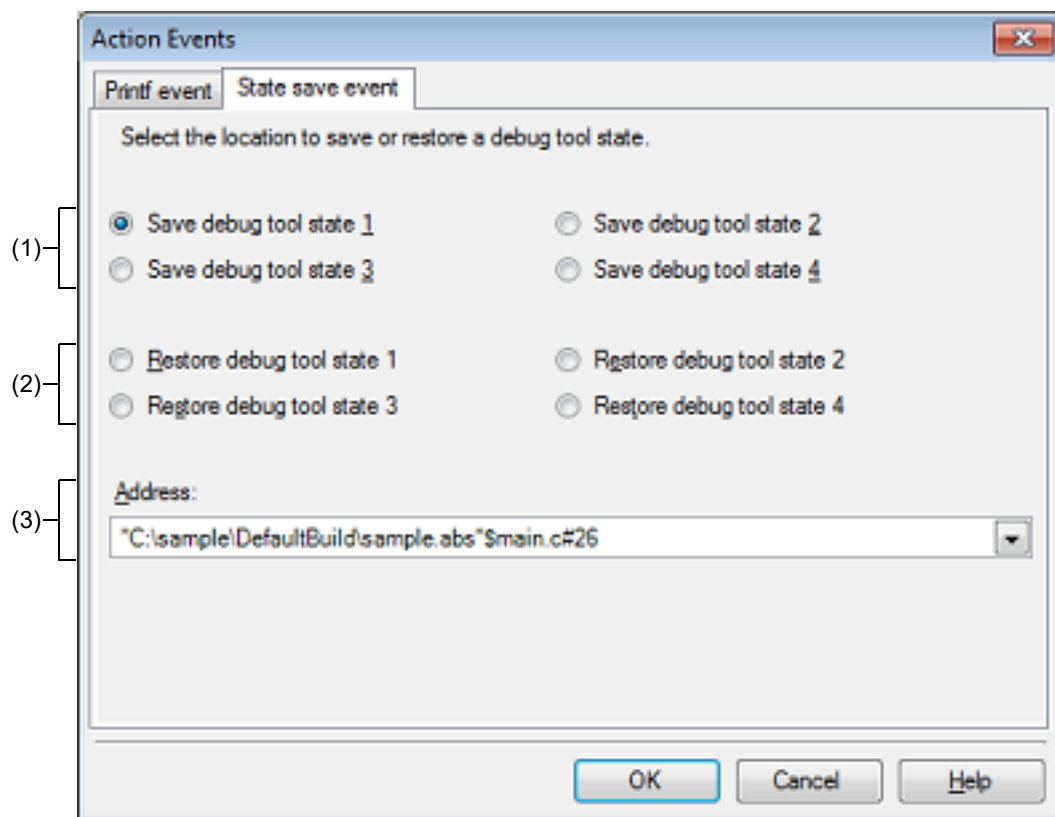 Action Events
Printf event State save event
Select the location to save or restore a debug tool state.
(1)
Save debug tool state 1 Save debug tool state 2
Save debug tool state 3 Save debug tool state 4
(2)
Restore debug tool state 1 Restore debug tool state 2
Restore debug tool state 3 Restore debug tool state 4
(3)
Address:
"C:\sample\DefaultBuild\sample.abs"$main.c#26
OK Cancel Help